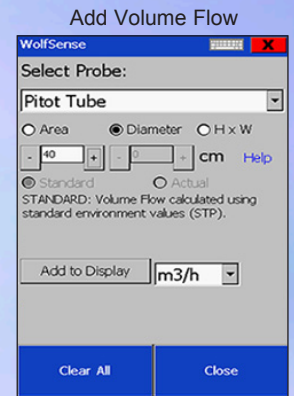 Add Volume Flow
WolfSense X
Select Probe:
Pitot Tube
Area Diameter H x W
- 40 + - 0 + cm Help
Standard Actual
STANDARD: Volume Flow calculated using
standard environment values (STP).
Add to Display m3/h
Clear All Close